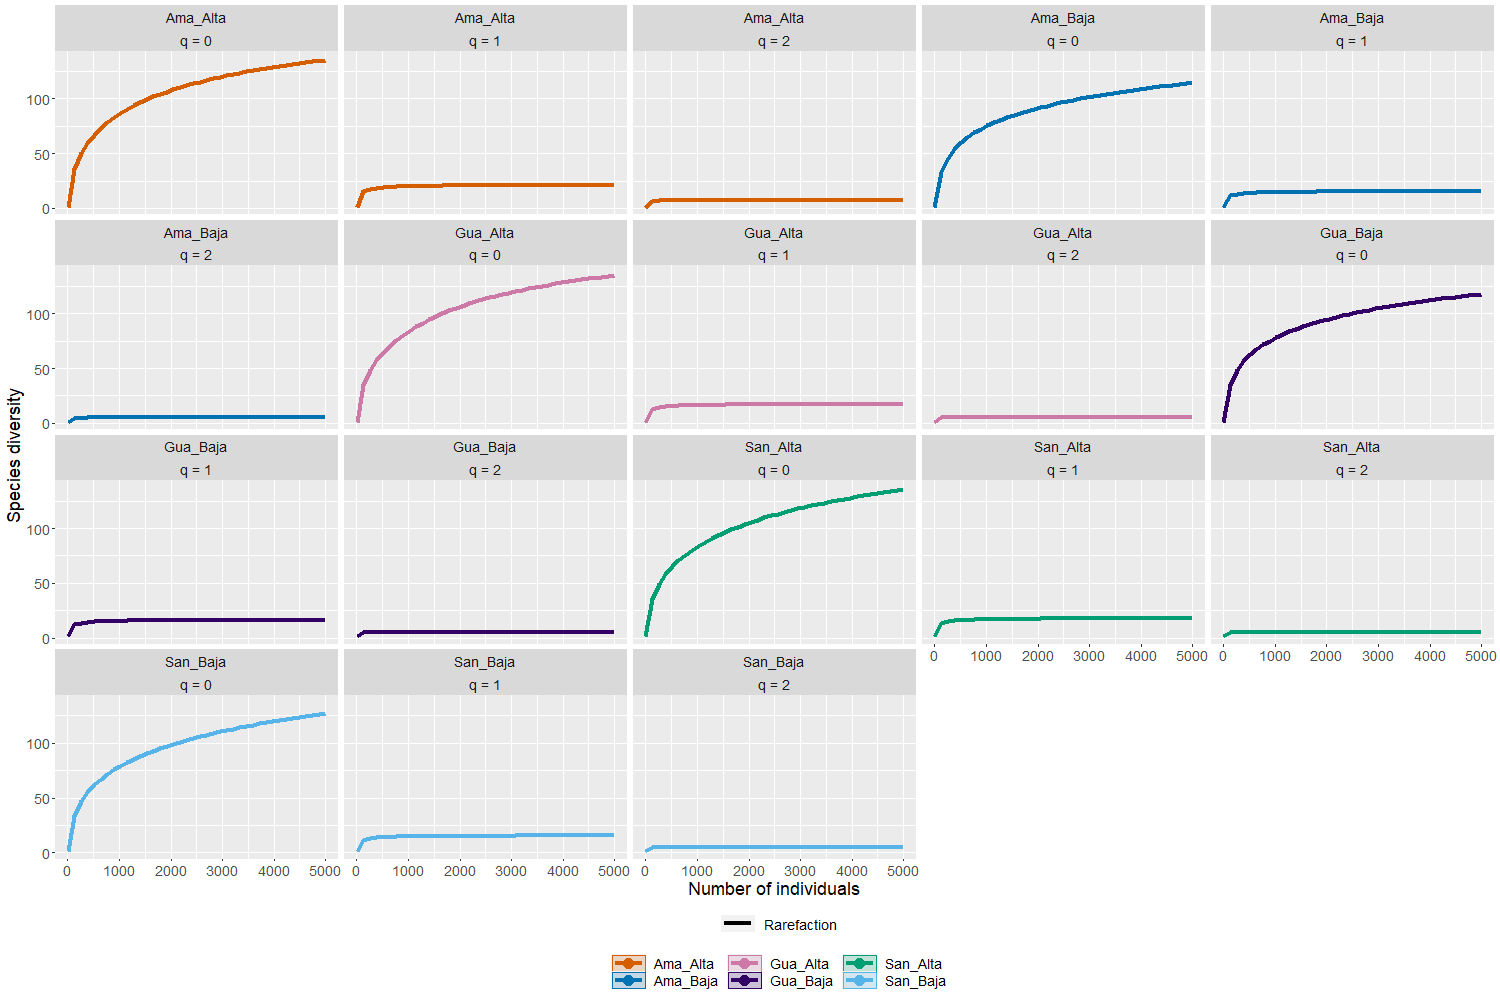 Ama_Alta Ama_Alta Ama_Alta Ama_Baja Ama_Baja
q = 0 q = 1 q = 2 q = 0 q = 1
100
50
0
Ama_Baja Gua_Alta Gua_Alta Gua_Alta Gua_Baja
q = 2 q = 0 q = 1 q = 2 q = 0
100
50
0
Species diversity
Gua_Baja Gua_Baja San_Alta San_Alta San_Alta
q = 1 q = 2 q = 0 q = 1 q = 2
100
50
0
0 1000 2000 3000 4000 5000 0 1000 2000 3000 4000 5000
San_Baja San_Baja San_Baja
q = 0 q = 1 q = 2
100
50
0
0 1000 2000 3000 4000 5000 0 1000 2000 3000 4000 5000 0 1000 2000 3000 4000 5000
Number of individuals
Rarefaction
Ama_Alta Gua_Alta San_Alta
Ama_Baja Gua_Baja San_Baja